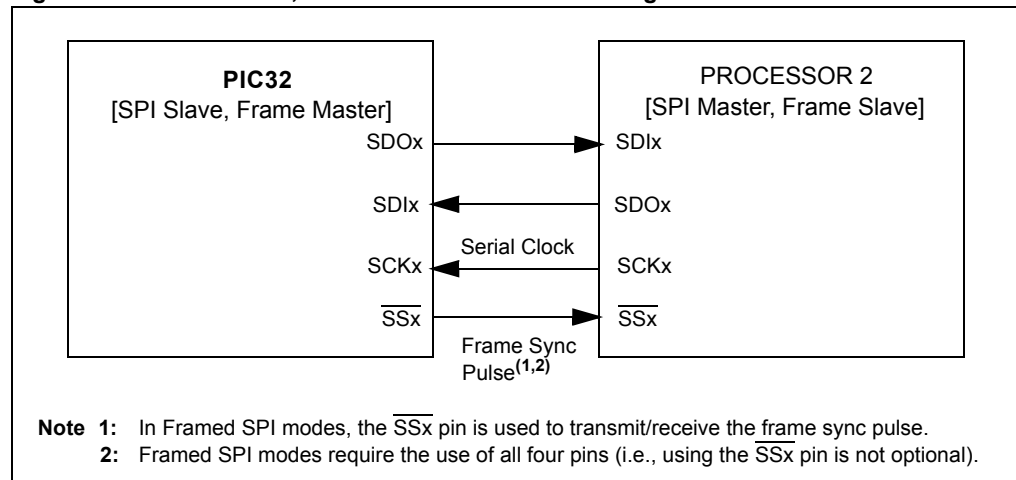 PIC32
[SPI Slave, Frame Master]
PROCESSOR 2
[SPI Master, Frame Slave]
SDOx
SDIx
SDIx
SDOx
Serial Clock
SCKx
SCKx
SSx
SSx
Frame Sync
Pulse(1,2)
Note 1: In Framed SPI modes, the SSx pin is used to transmit/receive the frame sync pulse.
2: Framed SPI modes require the use of all four pins (i.e., using the SSx pin is not optional).